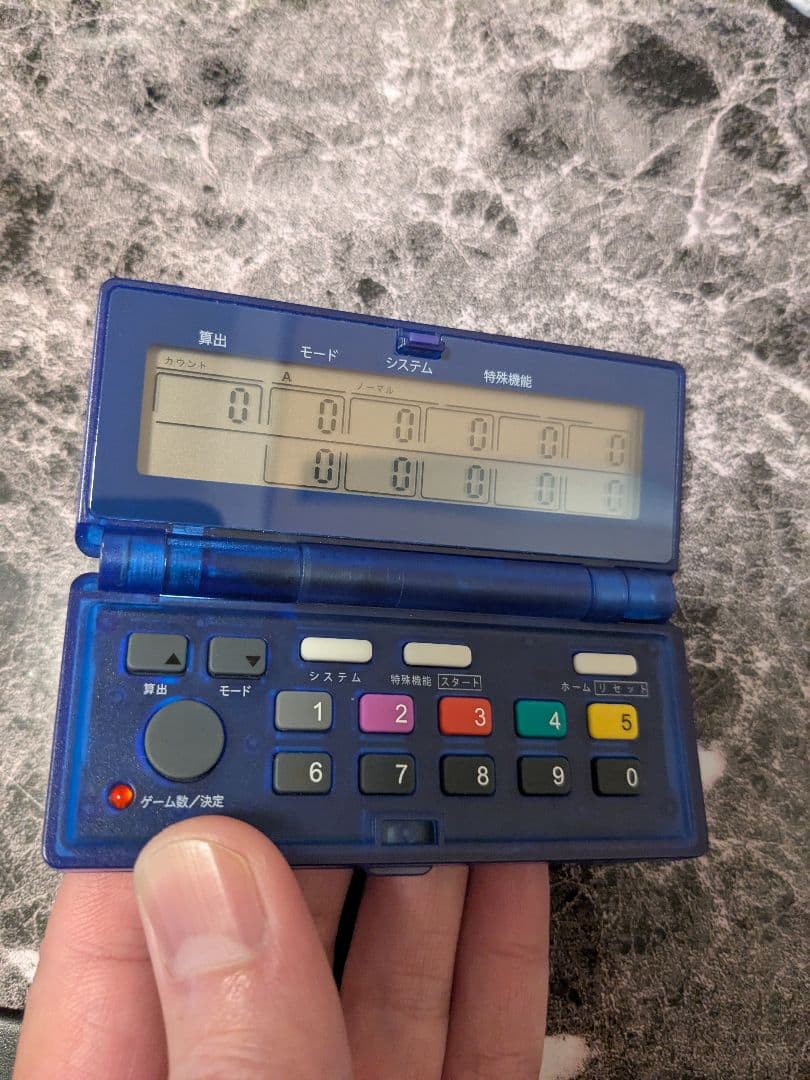 算出 モード システム 特殊機能
カウント A ノーマル
0 0 0 0 0 0
0 0 0 0 0
▲ ▼
算出 モード システム 特殊機能 スタート ホーム リセット
1 2 3 4 5
6 7 8 9 0
ゲーム数/決定